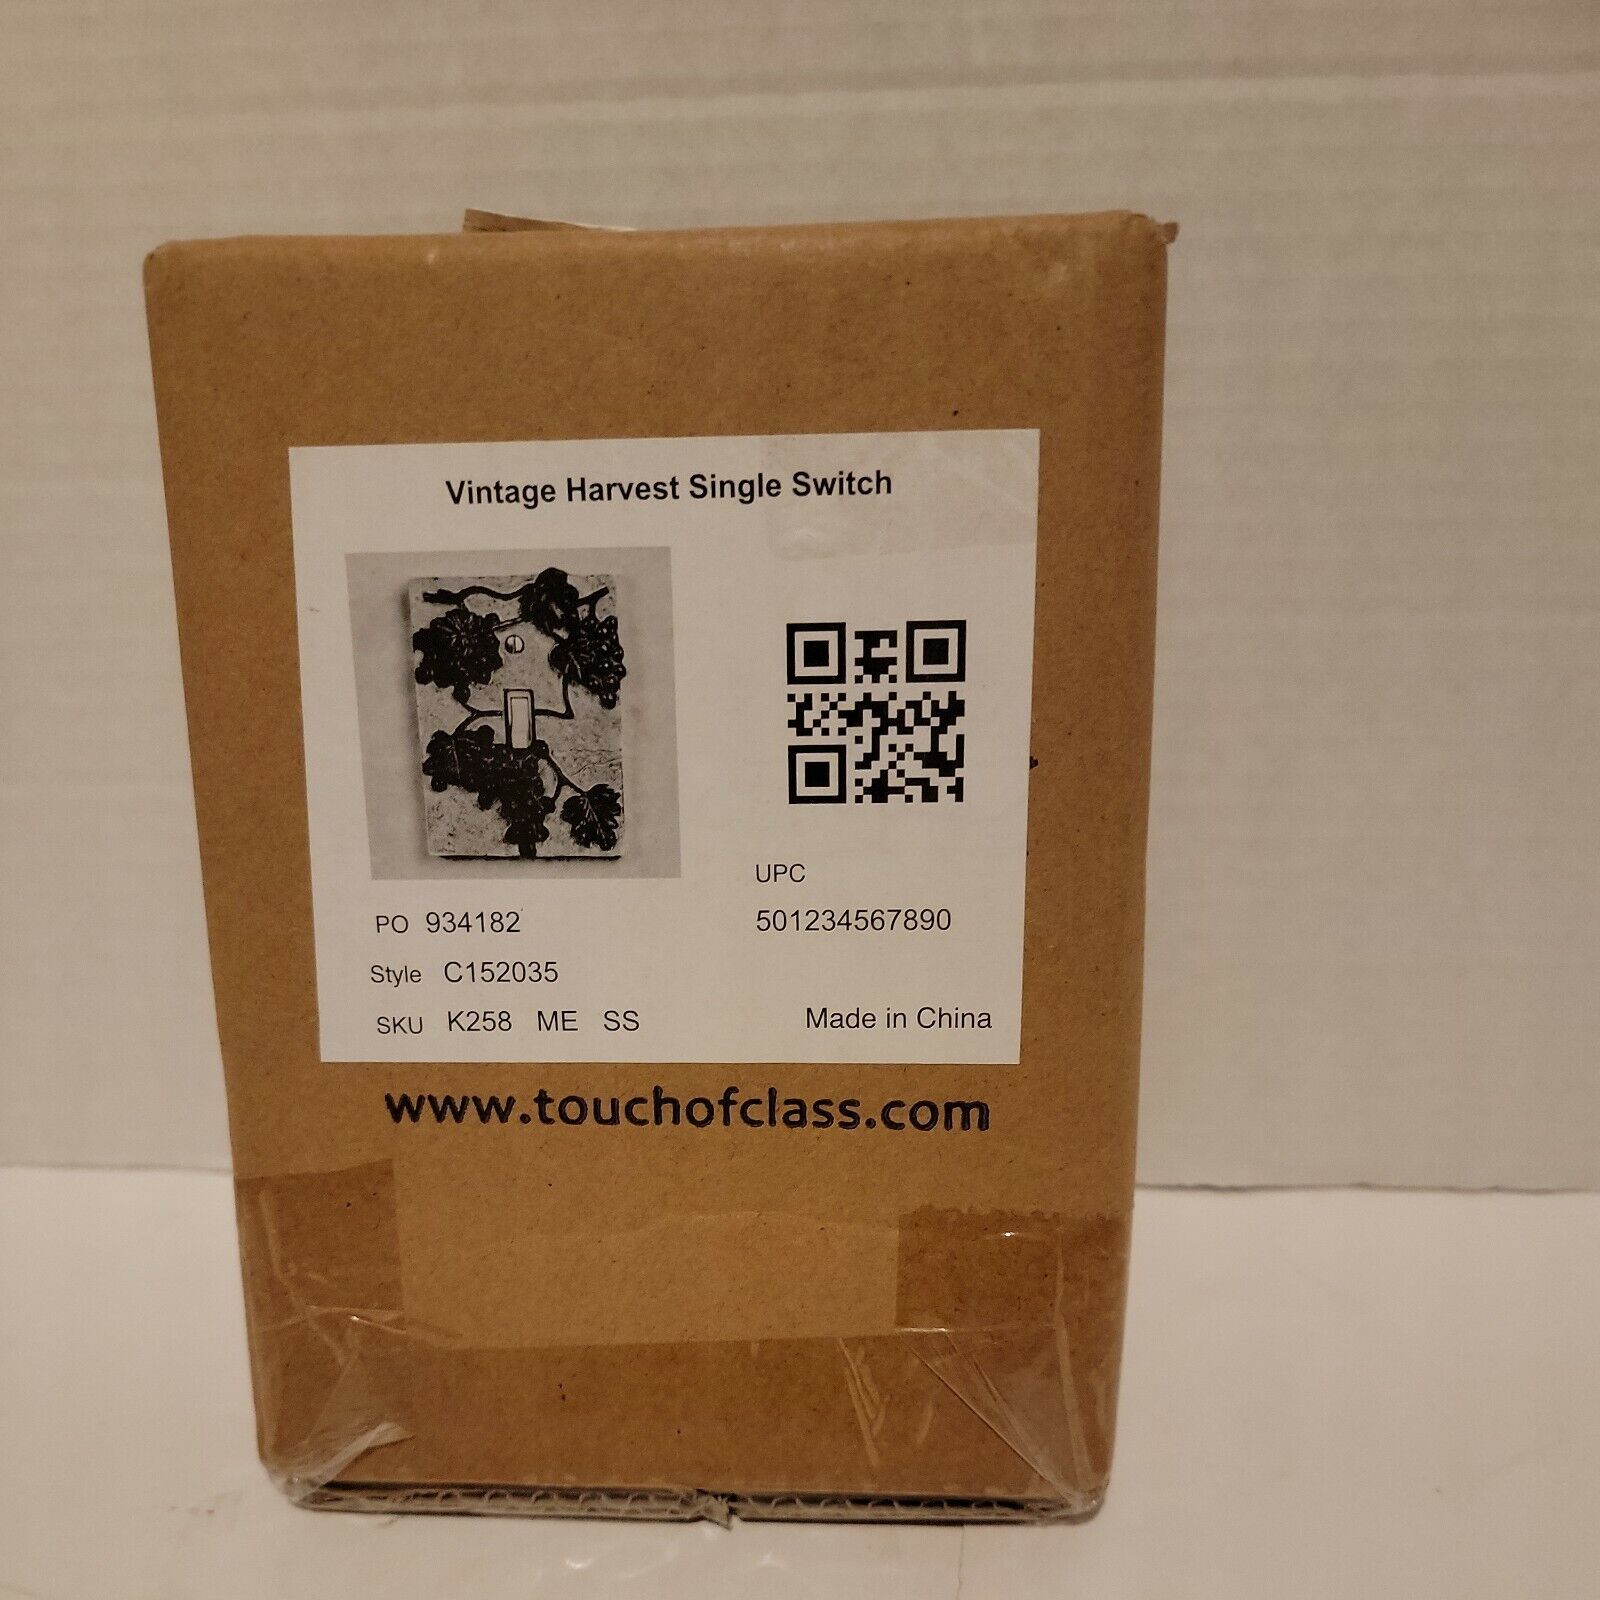 Vintage Harvest Single Switch
UPC
PO 934182
501234567890
Style C152035
SKU K258 ME SS
Made in China
www.touchofclass.com